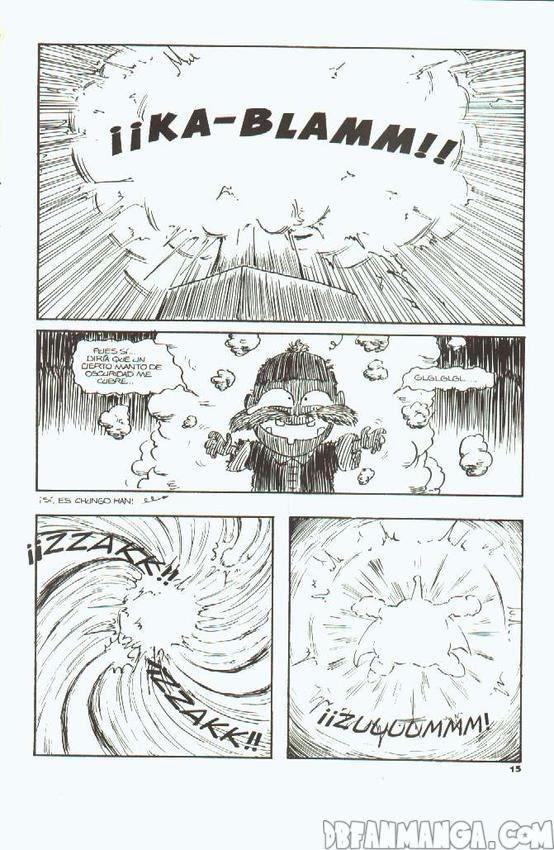 ¡¡KA-BLAMM!!
PUES SÍ...
DIRÍA QUE UN
CIERTO MANTO DE
OSCURIDAD ME
CUBRE...
GLGLGLGL...
¡SÍ, ES CHUNGO HAN!
¡¡ZZAKK!!
¡¡ZZAKK!!
¡¡ZUUUUMMM!
15
DBFANMANGA.COM